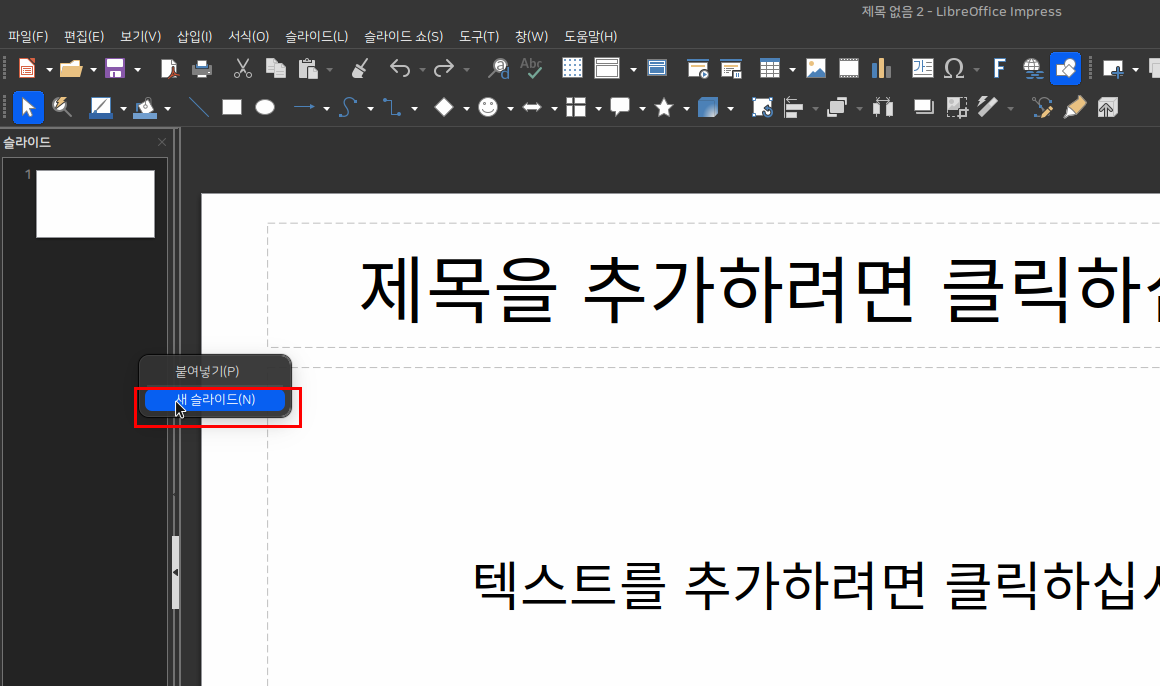 제목 없음 2 - LibreOffice Impress
파일(F) 편집(E) 보기(V) 삽입(I) 서식(O) 슬라이드(L) 슬라이드 쇼(S) 도구(T) 창(W) 도움말(H)
Abc
슬라이드
1
제목을 추가하려면 클릭하
붙여넣기(P)
새 슬라이드(N)
텍스트를 추가하려면 클릭하십